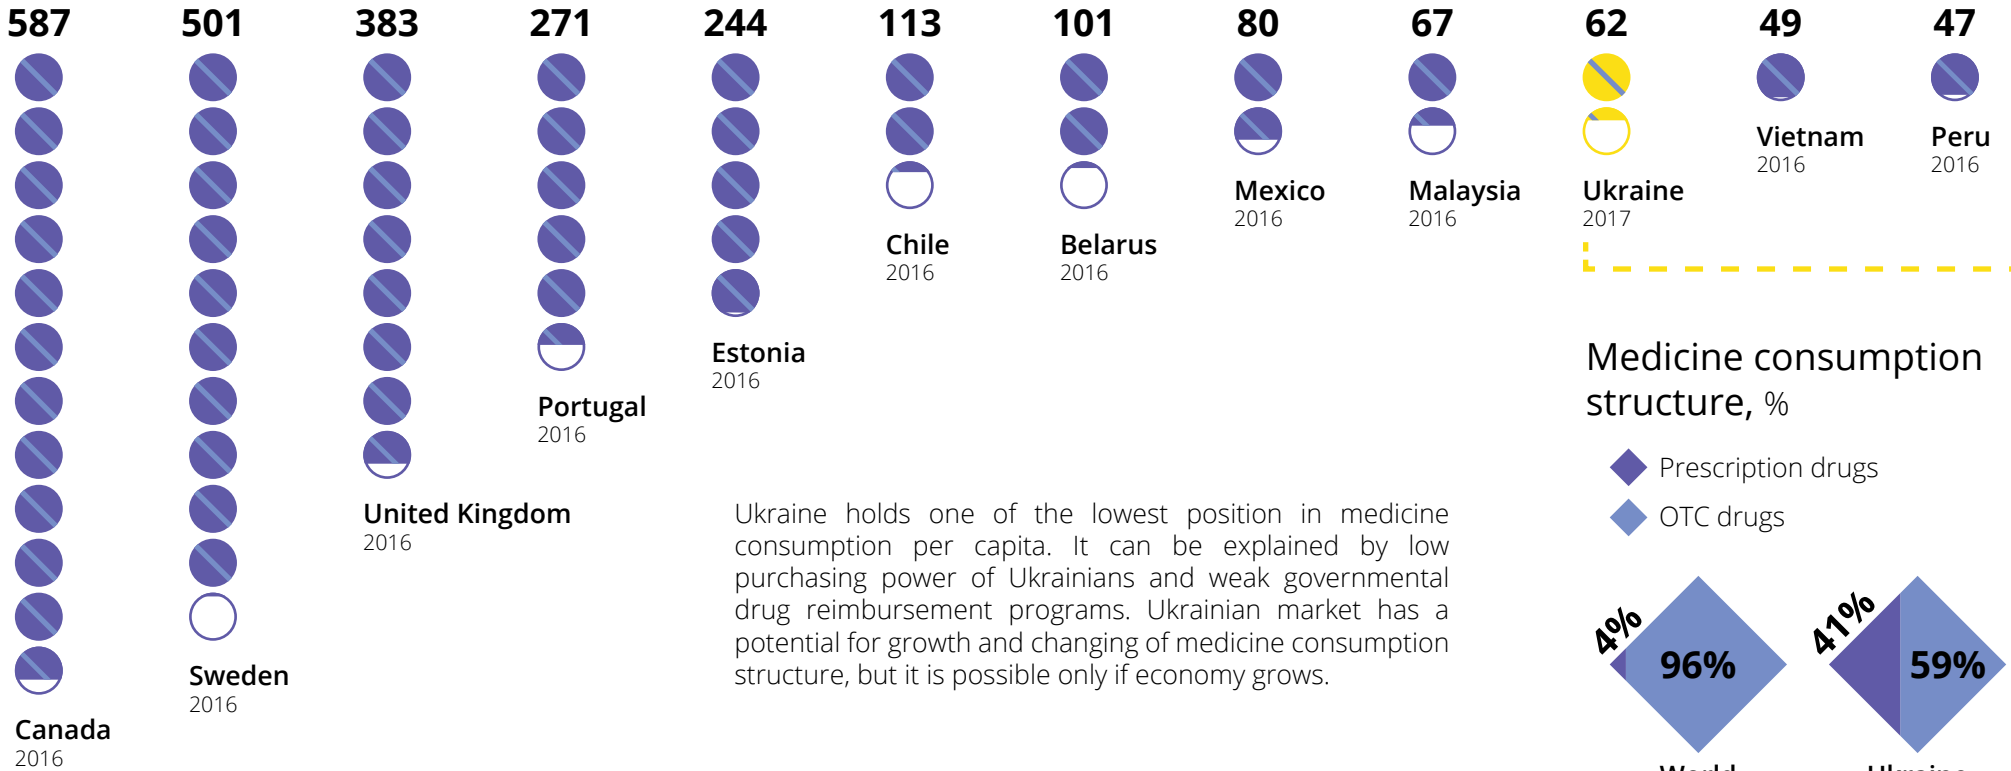 587 501 383 271 244 113 101 80 67 62 49 47
Vietnam Peru
2016 2016
Mexico Malaysia Ukraine
2016 2016 2017
Chile Belarus
2016 2016
Estonia
2016
Portugal
2016
United Kingdom
2016
Sweden
2016
Canada
2016
Ukraine holds one of the lowest position in medicine
consumption per capita. It can be explained by low
purchasing power of Ukrainians and weak governmental
drug reimbursement programs. Ukrainian market has a
potential for growth and changing of medicine consumption
structure, but it is possible only if economy grows.
Medicine consumption
structure, %
Prescription drugs
OTC drugs
4% 96% 41% 59%
World Ukraine